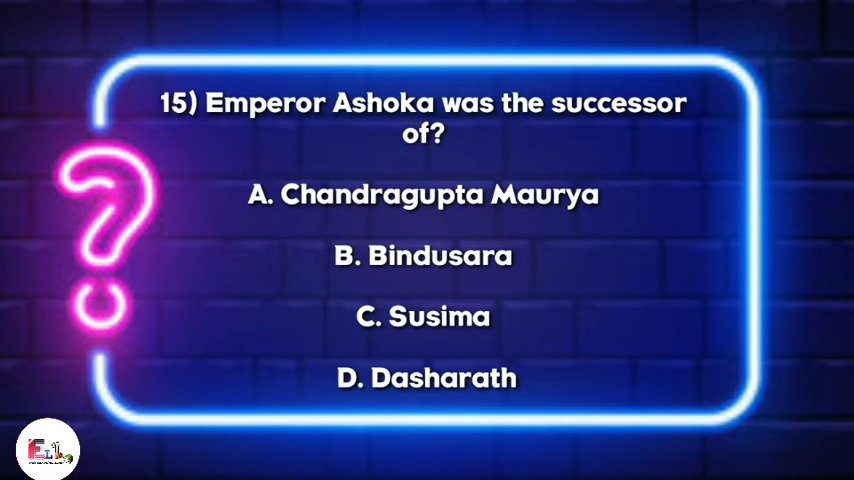 15) Emperor Ashoka was the successor
of?
A. Chandragupta Maurya
B. Bindusara
C. Susima
D. Dasharath